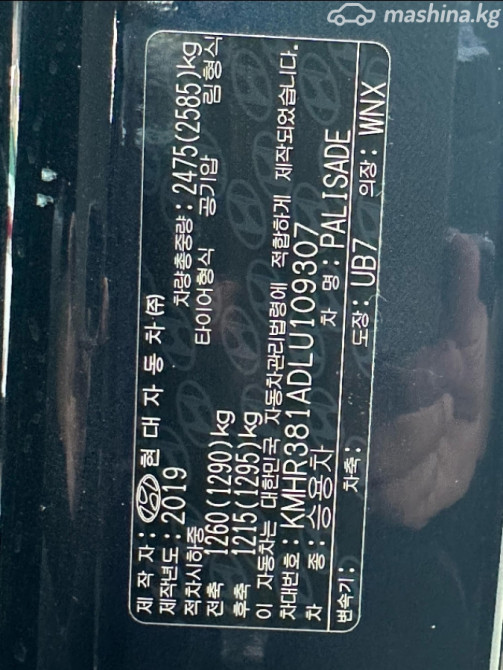 mashina.kg
제 작 자 : 현 대 자 동 차 (주)
제작년도 : 2019 차량총중량 : 2475(2585)kg
적차시하중 타이어형식 공기압 림형식
전축 1260(1290)kg
후축 1215(1295)kg
이 자동차는 대한민국 자동차관리법령에 적합하게 제작되었습니다.
차대번호 : KMHR381ADLU109307
차 종 : 승용차 차 명 : PALISADE
변속기 : 차축 : 도장 : UB7 의장 : WNX